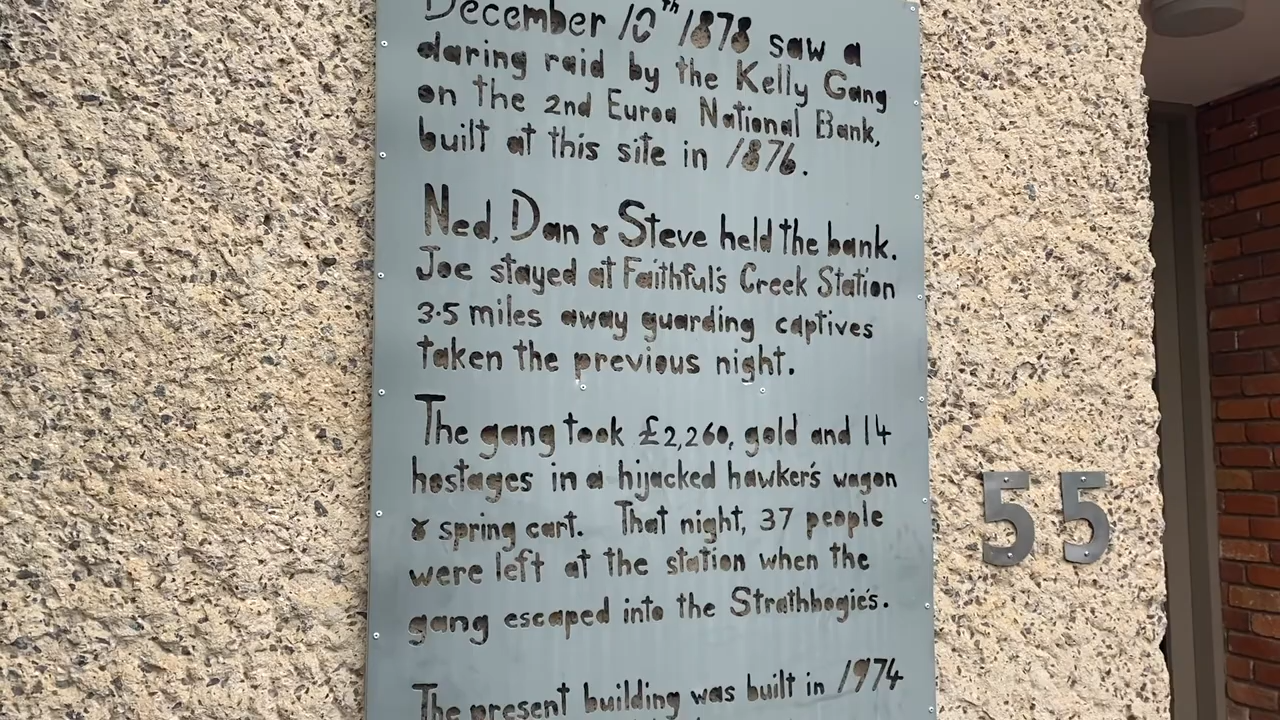 December 10th 1878 saw a
daring raid by the Kelly Gang
on the 2nd Euroa National Bank,
built at this site in 1876.
Ned, Dan & Steve held the bank.
Joe stayed at Faithful's Creek Station
3.5 miles away guarding captives
taken the previous night.
The gang took £2,260, gold and 14
hostages in a hijacked hawker's wagon
& spring cart. That night, 37 people
were left at the station when the
gang escaped into the Strathbogie's.
The present building was built in 1974
55